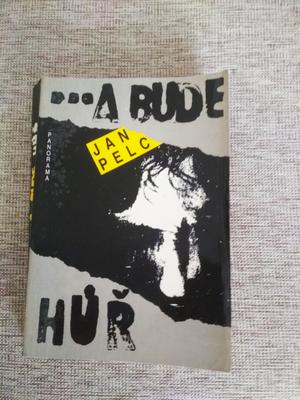 ...A BUDE
JAN
PELC
HŮŘ
PANORAMA